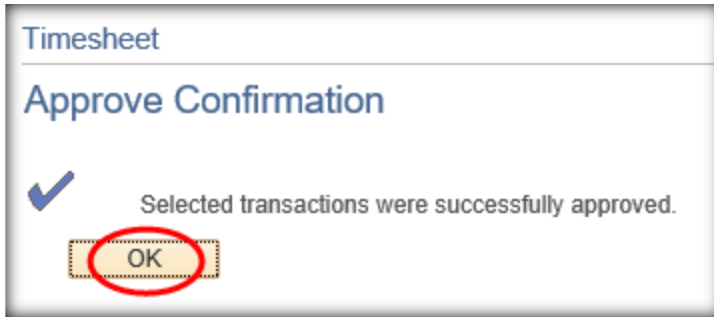 Timesheet
Approve Confirmation
Selected transactions were successfully approved.
OK